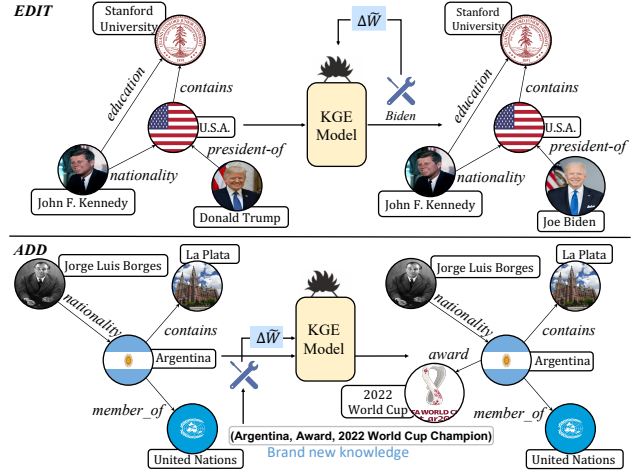 EDIT
Stanford
University
education
contains
U.S.A.
nationality
president-of
John F. Kennedy
Donald Trump
ΔW̃
KGE
Model
Biden
Stanford
University
education
contains
U.S.A.
nationality
president-of
John F. Kennedy
Joe Biden
ADD
Jorge Luis Borges
La Plata
nationality
contains
Argentina
member_of
United Nations
ΔW̃
KGE
Model
(Argentina, Award, 2022 World Cup Champion)
Brand new knowledge
Jorge Luis Borges
La Plata
nationality
contains
award
Argentina
2022
World Cup
FA WORLD CU
member_of
United Nations